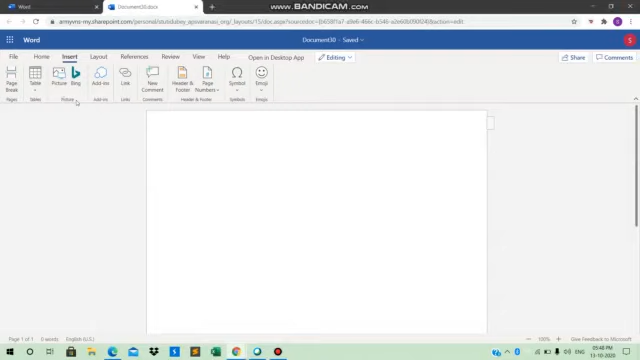 www.BANDICAM.com
Word
Document30.docx
Word
Document30 - Saved
S
File
Home
Insert
Layout
References
Review
View
Help
Open in Desktop App
Editing
Share
Comments
Page Break
Table
Picture
Bing
Add-ins
Link
New Comment
Header & Footer
Page Numbers
Symbol
Emoji
Pages
Tables
Picture
Add-ins
Links
Comments
Header & Footer
Symbols
Emojis
Page 1 of 1
0 words
English (U.S.)
100%
Give Feedback to Microsoft
05:48 PM
13-10-2020